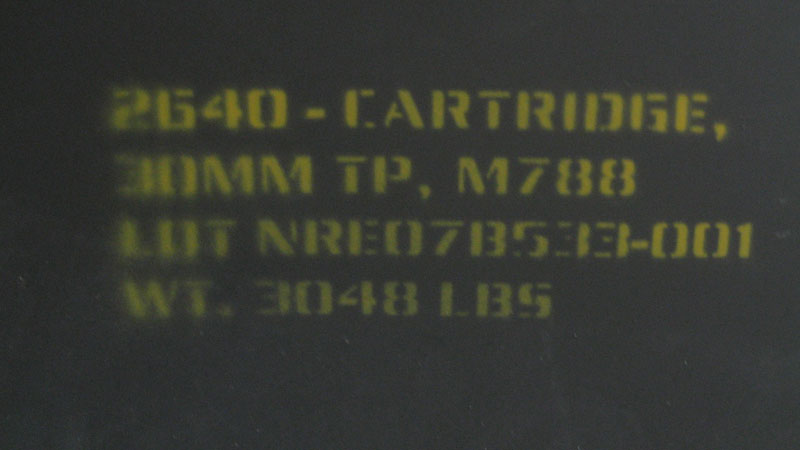 2640 - CARTRIDGE,
30MM TP, M788
LOT NRE07B533-001
WT. 3048 LBS